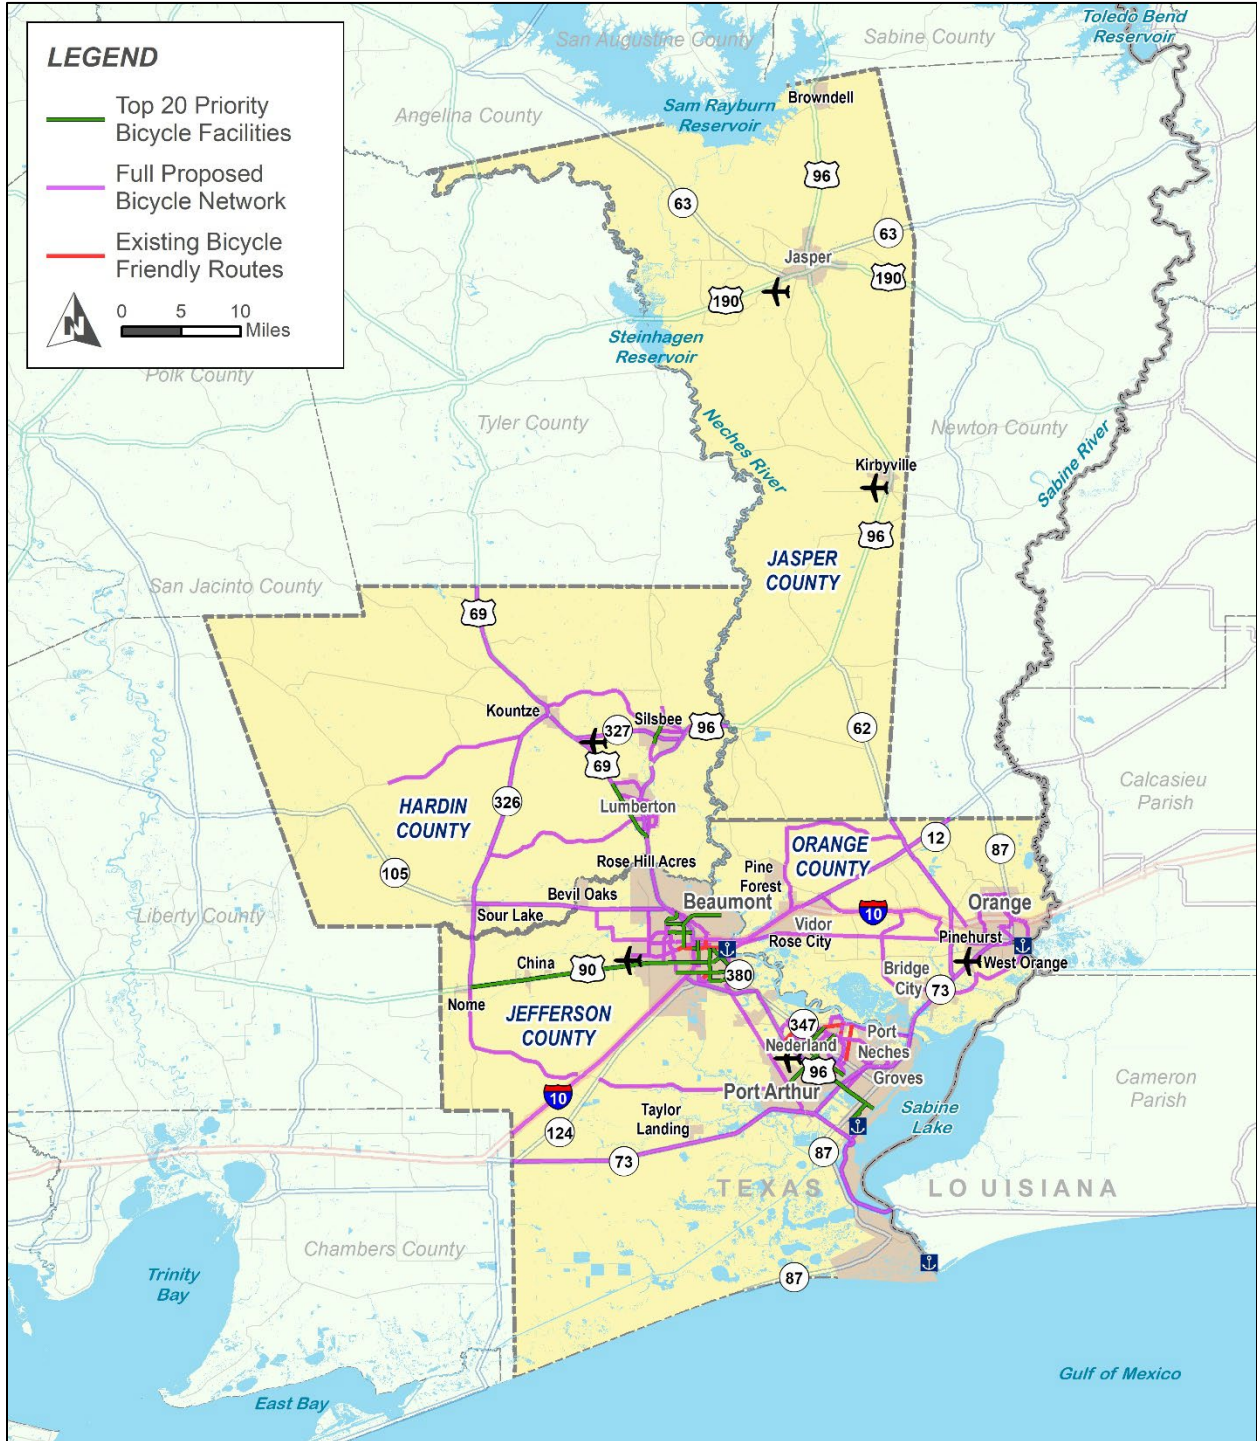 LEGEND
Top 20 Priority
Bicycle Facilities
Full Proposed
Bicycle Network
Existing Bicycle
Friendly Routes
N
0 5 10
Miles
Toledo Bend
Reservoir
San Augustine County
Sabine County
Angelina County
Sam Rayburn
Reservoir
Browndell
96
63
63
Jasper
190
190
Steinhagen
Reservoir
Polk County
Tyler County
Neches River
Newton County
Sabine River
Kirbyville
96
JASPER
COUNTY
San Jacinto County
69
Kountze
327
Silsbee
96
62
69
Lumberton
326
HARDIN
COUNTY
Calcasieu
Parish
105
Rose Hill Acres
ORANGE
COUNTY
12
87
Pine
Forest
Bevil Oaks
Beaumont
Orange
Liberty County
Sour Lake
10
Vidor
Rose City
Pinehurst
West Orange
China
90
380
Bridge
City
73
Nome
JEFFERSON
COUNTY
347
Nederland
Port
Neches
96
Groves
Port Arthur
10
Cameron
Parish
Taylor
Landing
Sabine
Lake
124
73
87
TEXAS
LOUISIANA
Chambers County
Trinity
Bay
87
East Bay
Gulf of Mexico